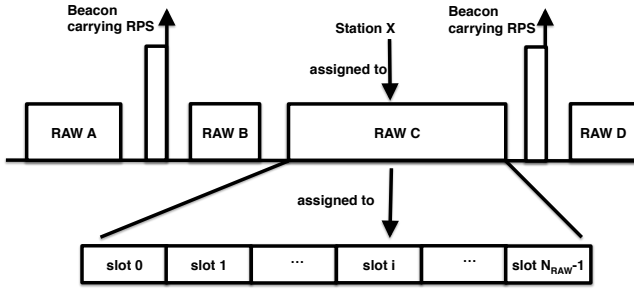 Beacon
carrying RPS
Station X
Beacon
carrying RPS
assigned to
RAW A
RAW B
RAW C
RAW D
assigned to
slot 0
slot 1
...
slot i
...
slot N_RAW-1